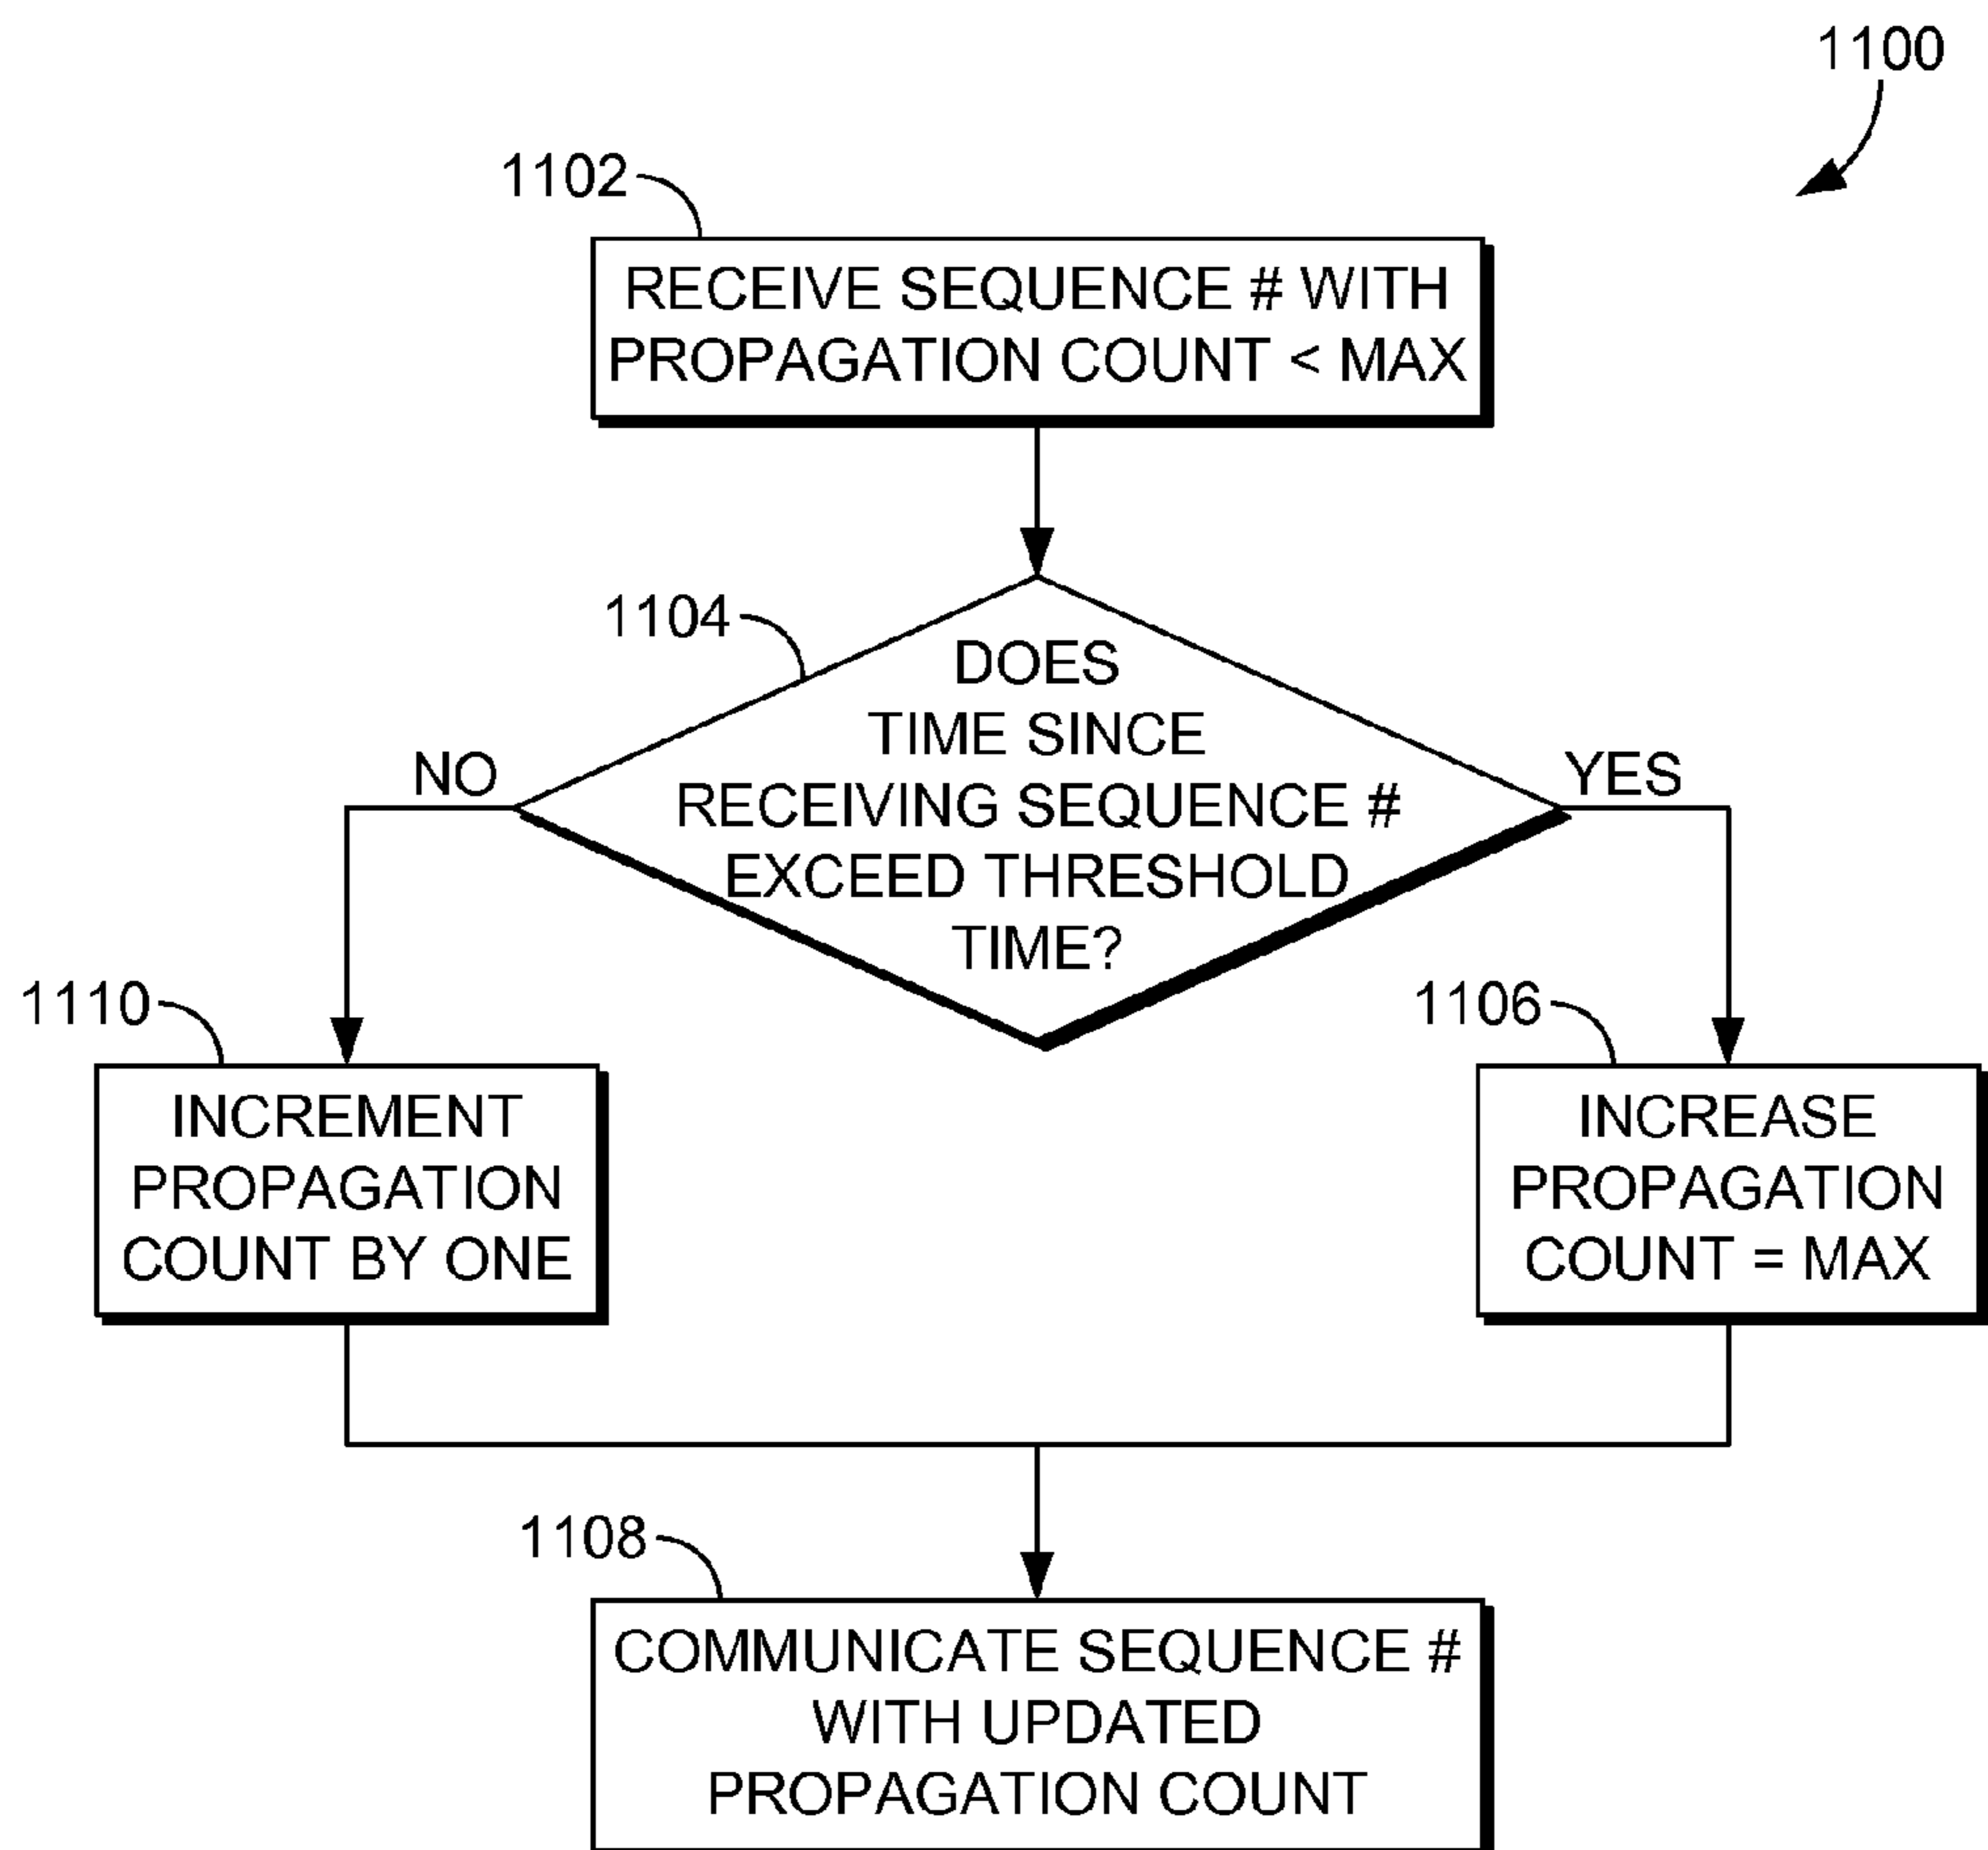 1100
1102
RECEIVE SEQUENCE # WITH
PROPAGATION COUNT < MAX
1104
DOES
TIME SINCE
RECEIVING SEQUENCE #
EXCEED THRESHOLD
TIME?
NO
YES
1110
INCREMENT
PROPAGATION
COUNT BY ONE
1106
INCREASE
PROPAGATION
COUNT = MAX
1108
COMMUNICATE SEQUENCE #
WITH UPDATED
PROPAGATION COUNT